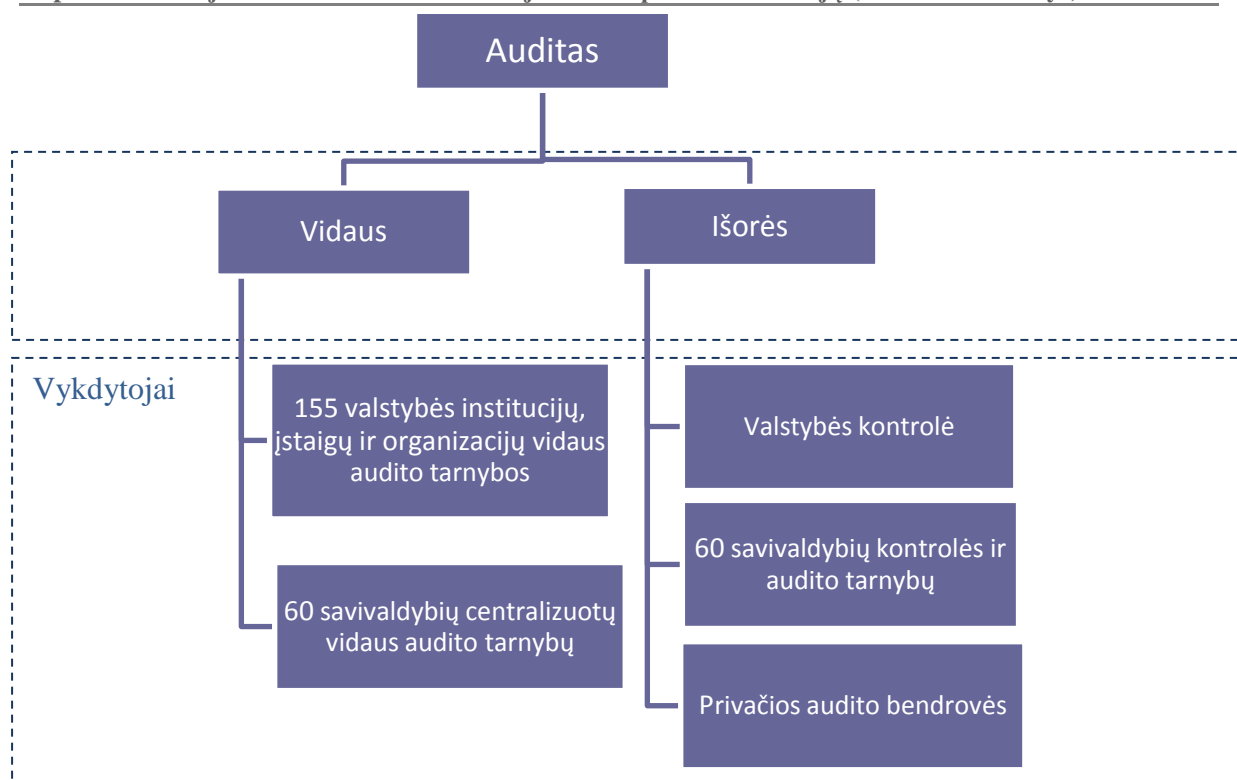 Auditas
Vidaus
Išorės
Vykdytojai
155 valstybės institucijų,
įstaigų ir organizacijų vidaus
audito tarnybos
60 savivaldybių centralizuotų
vidaus audito tarnybų
Valstybės kontrolė
60 savivaldybių kontrolės ir
audito tarnybų
Privačios audito bendrovės